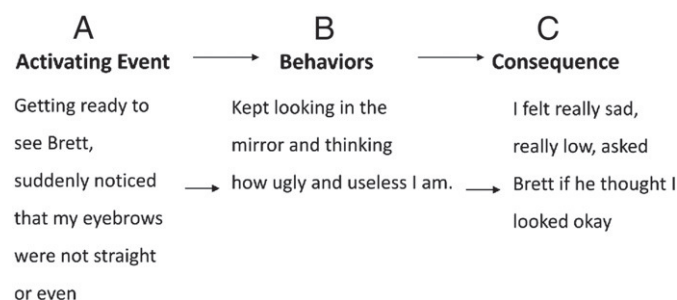 A
B
C
Activating Event
Behaviors
Consequence
Getting ready to
see Brett,
suddenly noticed
that my eyebrows
were not straight
or even
Kept looking in the
mirror and thinking
how ugly and useless I am.
I felt really sad,
really low, asked
Brett if he thought I
looked okay